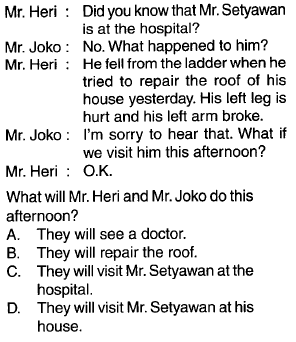 Mr. Heri : Did you know that Mr. Setyawan
is at the hospital?
Mr. Joko : No. What happened to him?
Mr. Heri : He fell from the ladder when he
tried to repair the roof of his
house yesterday. His left leg is
hurt and his left arm broke.
Mr. Joko : I'm sorry to hear that. What if
we visit him this afternoon?
Mr. Heri : O.K.
What will Mr. Heri and Mr. Joko do this
afternoon?
A. They will see a doctor.
B. They will repair the roof.
C. They will visit Mr. Setyawan at the
hospital.
D. They will visit Mr. Setyawan at his
house.